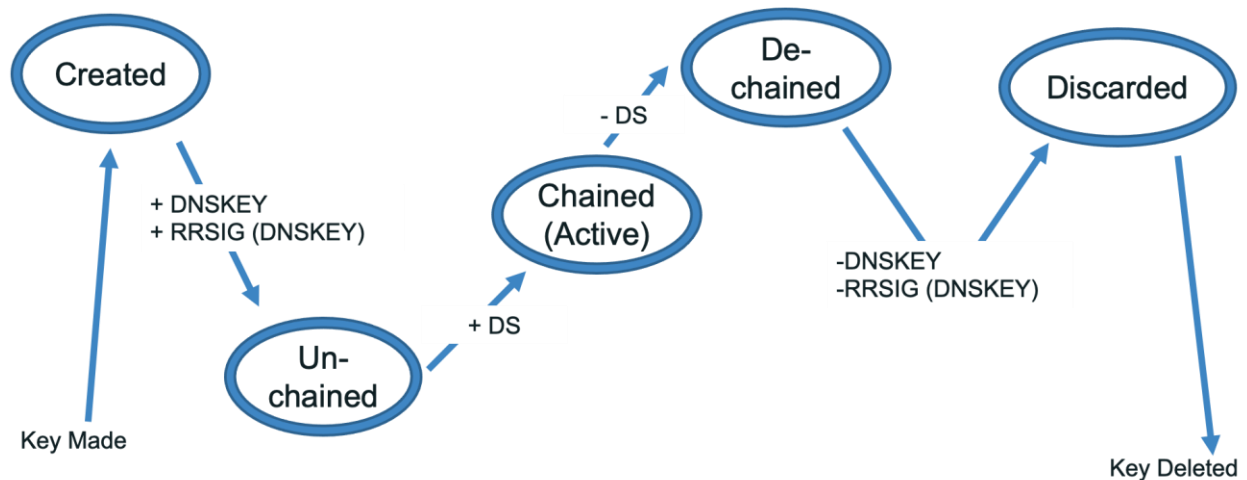 Created
De-
chained
Discarded
- DS
+ DNSKEY
+ RRSIG (DNSKEY)
Chained
(Active)
-DNSKEY
-RRSIG (DNSKEY)
+ DS
Un-
chained
Key Made
Key Deleted